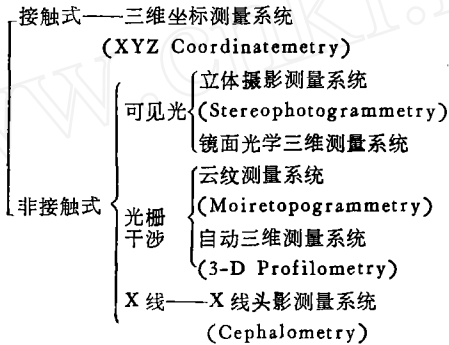 接触式——三维坐标测量系统
(XYZ Coordinatemetry)
立体摄影测量系统
可见光 (Stereophotogrammetry)
镜面光学三维测量系统
云纹测量系统
非接触式 (Moiretopogrammetry)
光栅
干涉 自动三维测量系统
(3-D Profilometry)
X线——X线头影测量系统
(Cephalometry)